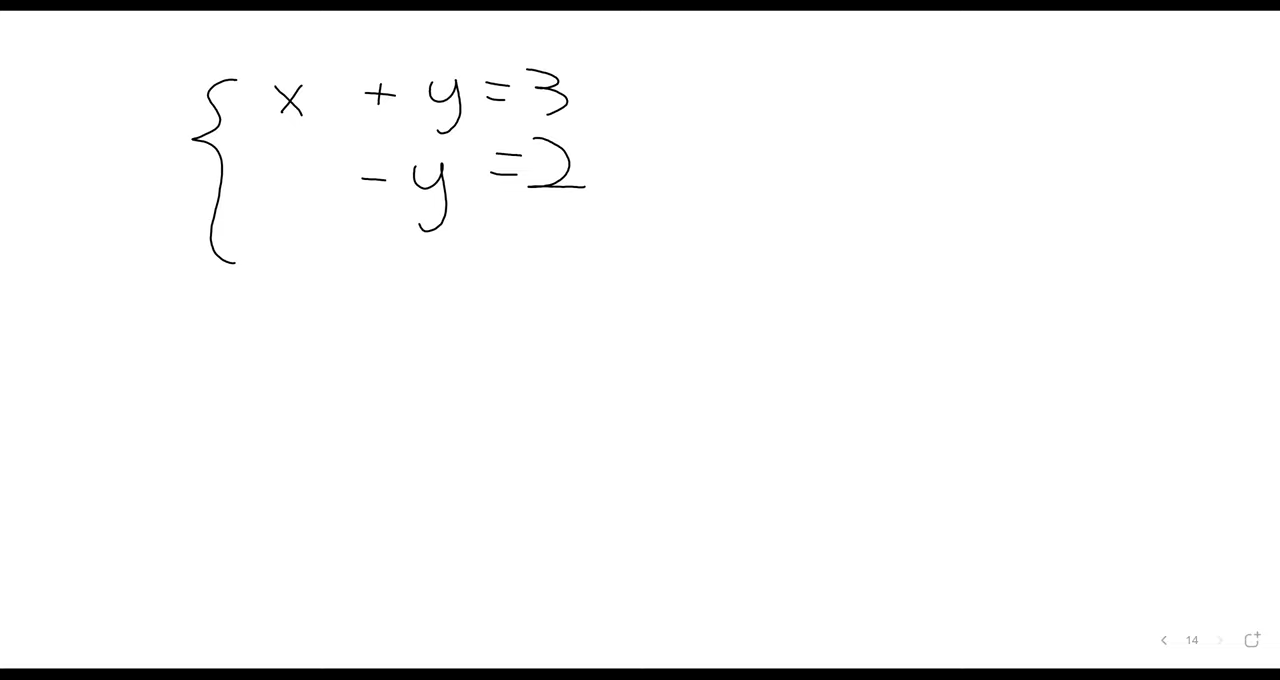 x + y = 3
- y = 2
14